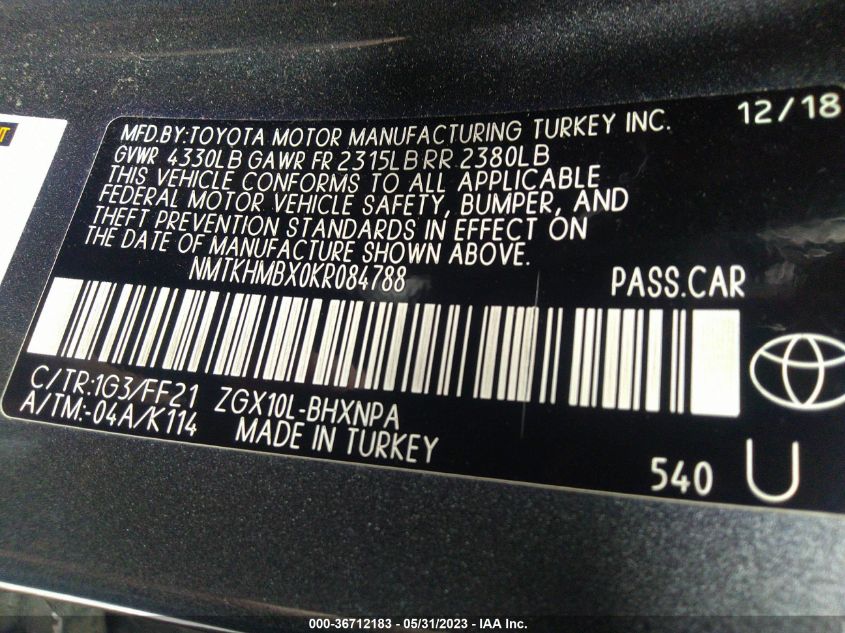 MFD.BY:TOYOTA MOTOR MANUFACTURING TURKEY INC. 12/18
GVWR 4330LB GAWR FR 2315LB RR 2380LB
THIS VEHICLE CONFORMS TO ALL APPLICABLE
FEDERAL MOTOR VEHICLE SAFETY, BUMPER, AND
THEFT PREVENTION STANDARDS IN EFFECT ON
THE DATE OF MANUFACTURE SHOWN ABOVE.
NMTKHMBX0KR084788 PASS.CAR
C/TR:1G3/FF21 ZGX10L-BHXNPA
A/TM:-04A/K114 MADE IN TURKEY
540 U
000-36712183 - 05/31/2023 - IAA Inc.